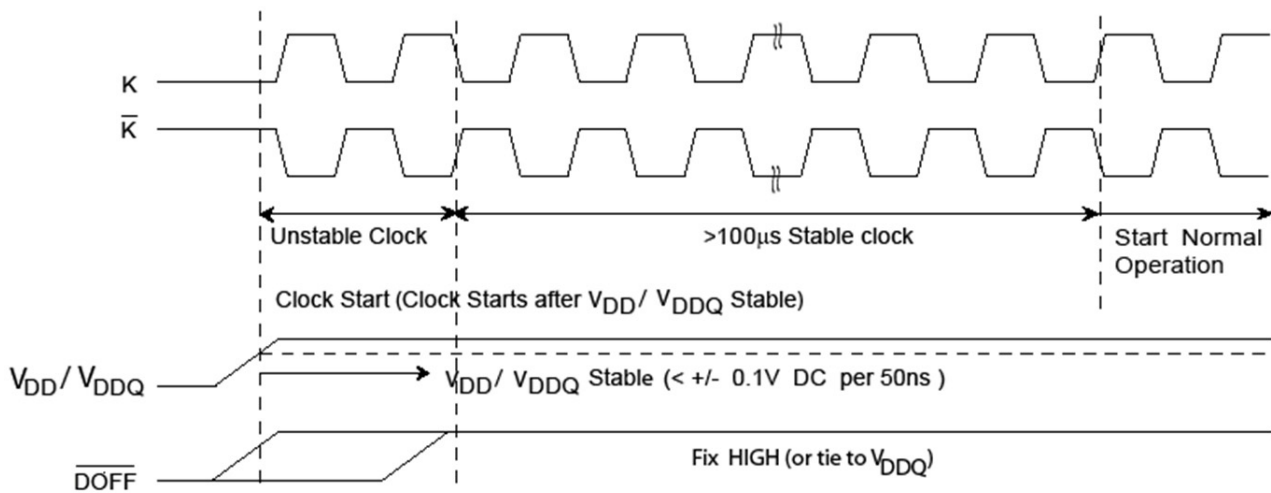 K
K̅
Unstable Clock
>100μs Stable clock
Start Normal
Operation
Clock Start (Clock Starts after VDD/ VDDQ Stable)
VDD/ VDDQ
VDD/ VDDQ Stable (< +/- 0.1V DC per 50ns )
Fix HIGH (or tie to VDDQ)
D̅O̅F̅F̅